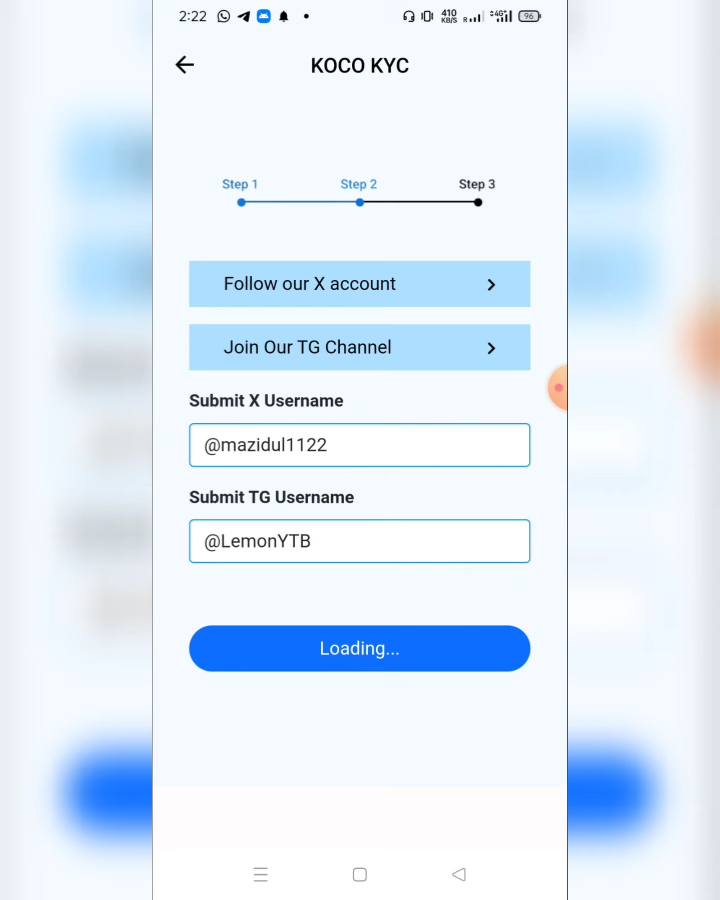 2:22 410 KB/S R 4G+ 96
KOCO KYC
Step 1 Step 2 Step 3
Follow our X account
Join Our TG Channel
Submit X Username
@mazidul1122
Submit TG Username
@LemonYTB
Loading...